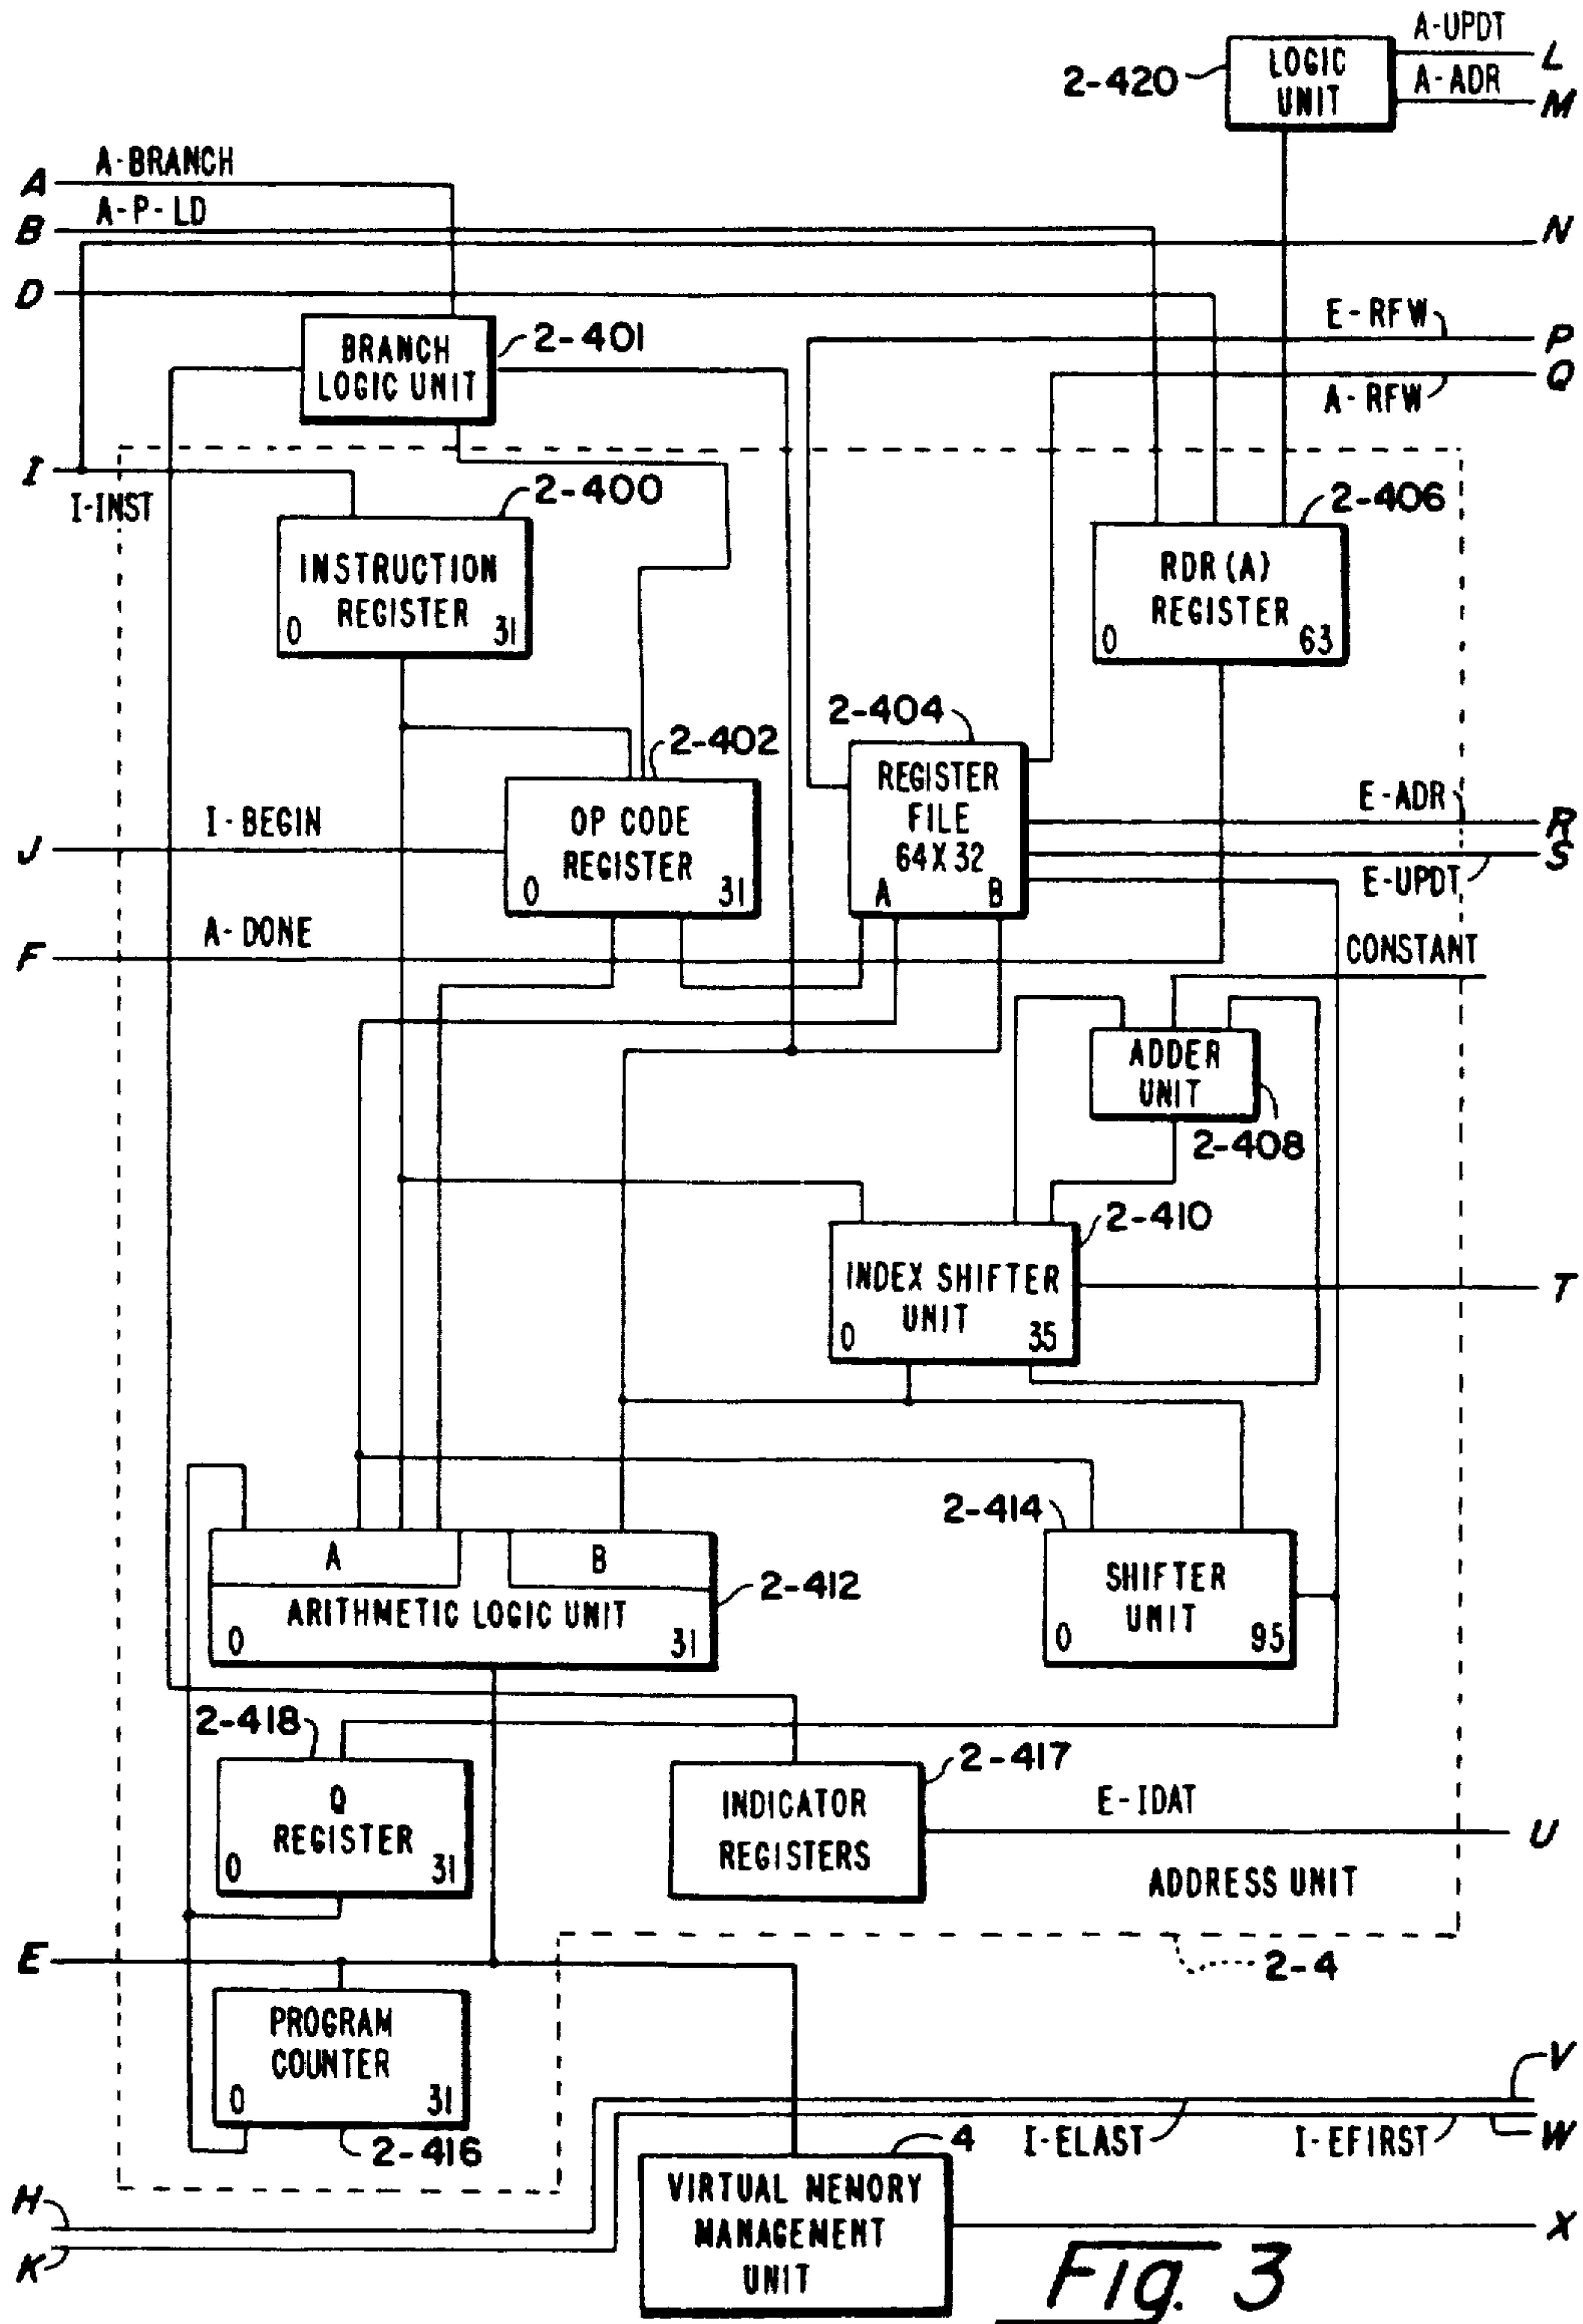 A-UPDT
L
2-420
LOGIC
UNIT
A-ADR
M
A
A-BRANCH
B
A-P-LD
N
D
E-RFW
P
BRANCH
LOGIC UNIT
2-401
Q
A-RFW
I
I-INST
2-400
INSTRUCTION
REGISTER
0 31
2-406
RDR (A)
REGISTER
0 63
2-404
2-402
REGISTER
FILE
64X32
A B
E-ADR
R
J
I-BEGIN
OP CODE
REGISTER
0 31
S
E-UPDT
F
A-DONE
CONSTANT
ADDER
UNIT
2-408
2-410
INDEX SHIFTER
UNIT
0 35
T
2-414
A B
ARITHMETIC LOGIC UNIT
0 31
2-412
SHIFTER
UNIT
0 95
2-418
Q
REGISTER
0 31
2-417
INDICATOR
REGISTERS
E-IDAT
U
ADDRESS UNIT
E
2-4
PROGRAM
COUNTER
0 31
2-416
V
I-ELAST
I-EFIRST
W
4
H
VIRTUAL MEMORY
MANAGEMENT
UNIT
X
K
Fig. 3